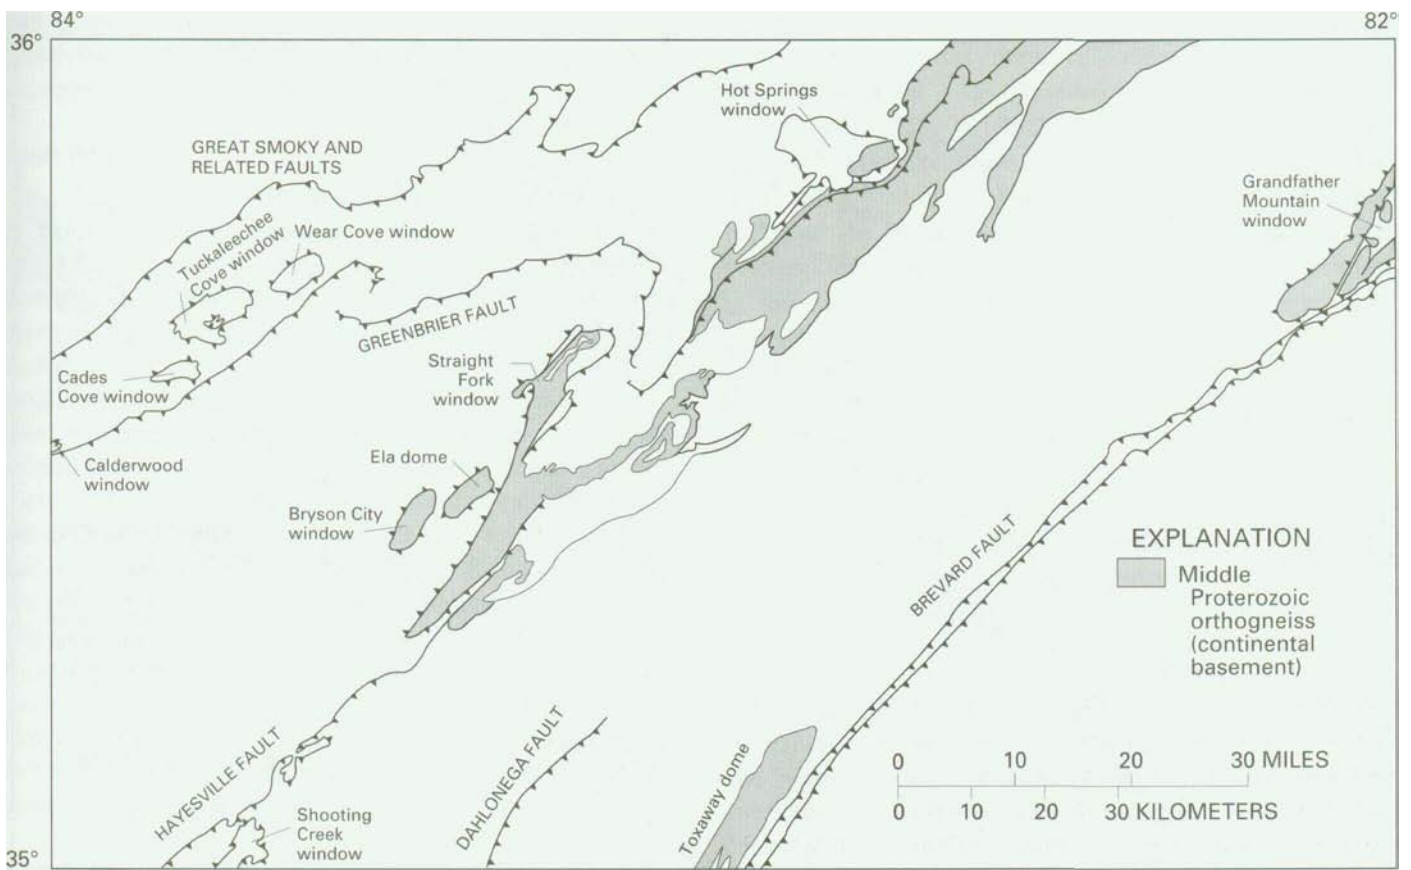 84°
82°
36°
Hot Springs
window
GREAT SMOKY AND
RELATED FAULTS
Grandfather
Mountain
window
Tuckaleechee
Cove window
Wear Cove window
GREENBRIER FAULT
Straight
Fork
window
Cades
Cove window
Calderwood
window
Ela dome
Bryson City
window
BREVARD FAULT
EXPLANATION
Middle
Proterozoic
orthogneiss
(continental
basement)
HAYESVILLE FAULT
DAHLONEGA FAULT
Toxaway dome
0 10 20 30 MILES
0 10 20 30 KILOMETERS
Shooting
Creek
window
35°